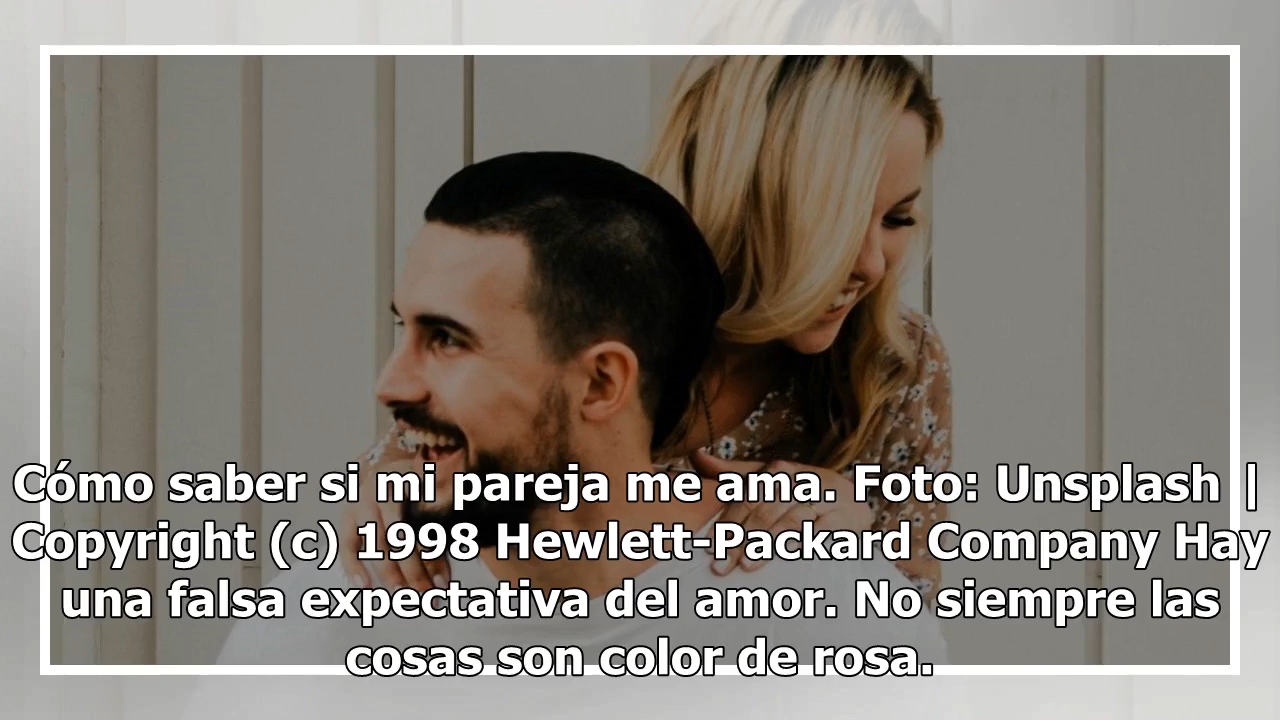 Cómo saber si mi pareja me ama. Foto: Unsplash |
Copyright (c) 1998 Hewlett-Packard Company Hay
una falsa expectativa del amor. No siempre las
cosas son color de rosa.